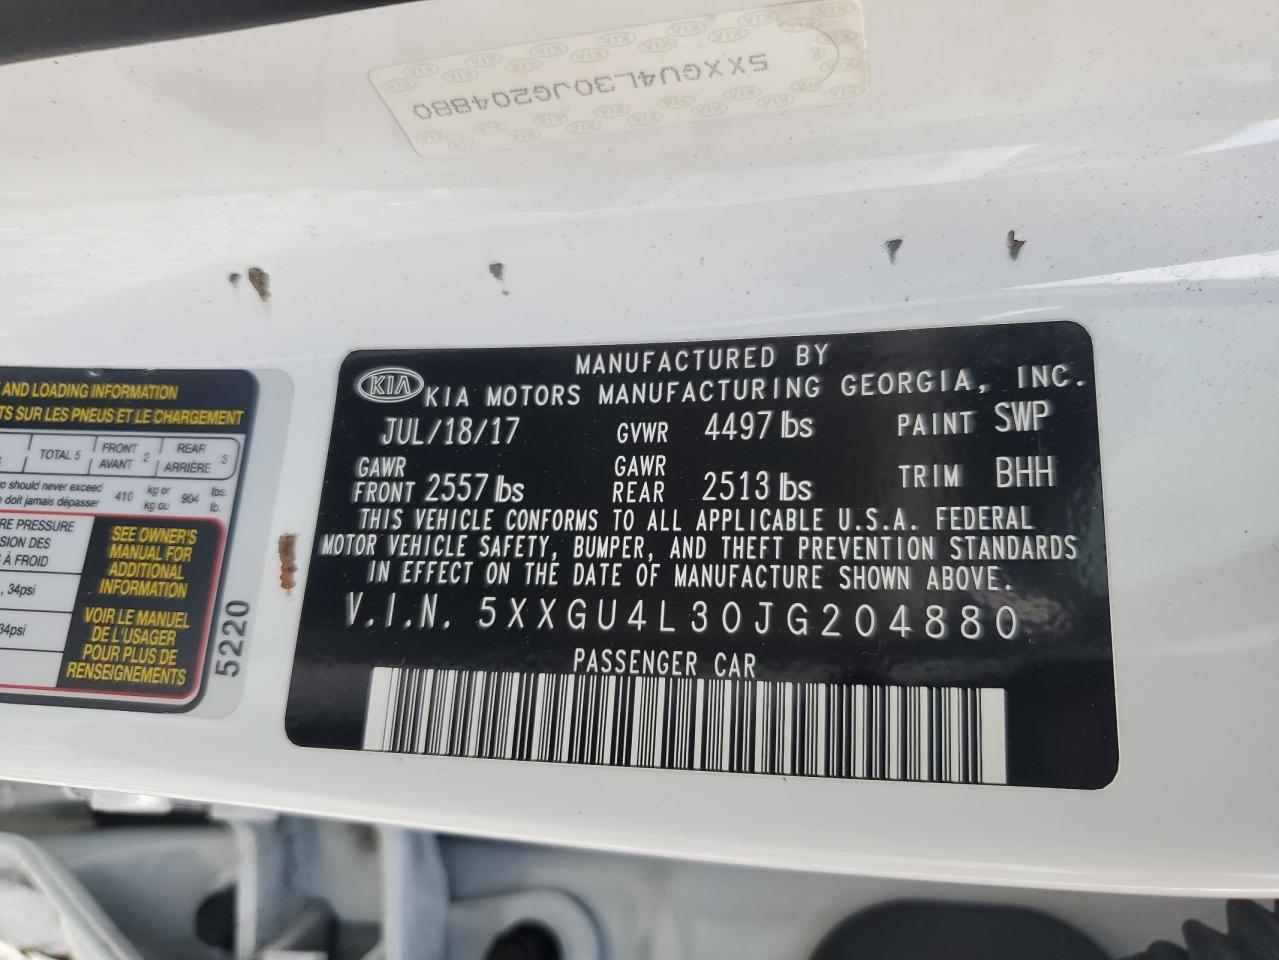 5XXGU4L30JG204880
MANUFACTURED BY
KIA
KIA MOTORS MANUFACTURING GEORGIA, INC.
JUL/18/17 GVWR 4497 lbs PAINT SWP
GAWR FRONT 2557 lbs GAWR REAR 2513 lbs TRIM BHH
THIS VEHICLE CONFORMS TO ALL APPLICABLE U.S.A. FEDERAL
MOTOR VEHICLE SAFETY, BUMPER, AND THEFT PREVENTION STANDARDS
IN EFFECT ON THE DATE OF MANUFACTURE SHOWN ABOVE.
V.I.N. 5XXGU4L30JG204880
PASSENGER CAR
AND LOADING INFORMATION
SUR LES PNEUS ET LE CHARGEMENT
TOTAL 5 FRONT AVANT 2 REAR ARRIÈRE 3
should never exceed
doit jamais dépasser 410 kg or kg ou 904 lbs. lb.
PRESSURE
DES
À FROID
, 34psi
34psi
SEE OWNER'S
MANUAL FOR
ADDITIONAL
INFORMATION
VOIR LE MANUEL
DE L'USAGER
POUR PLUS DE
RENSEIGNEMENTS
5220